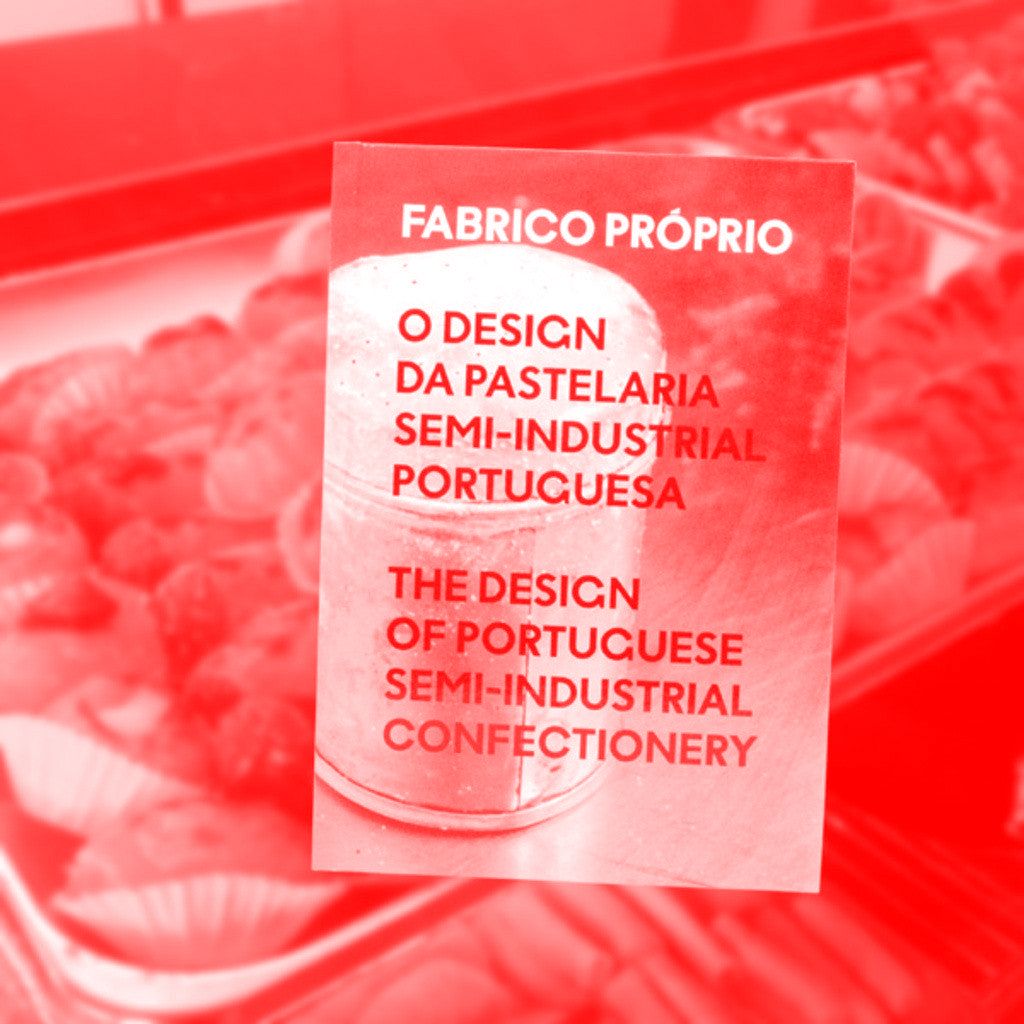 FABRICO PRÓPRIO
O DESIGN
DA PASTELARIA
SEMI-INDUSTRIAL
PORTUGUESA
THE DESIGN
OF PORTUGUESE
SEMI-INDUSTRIAL
CONFECTIONERY